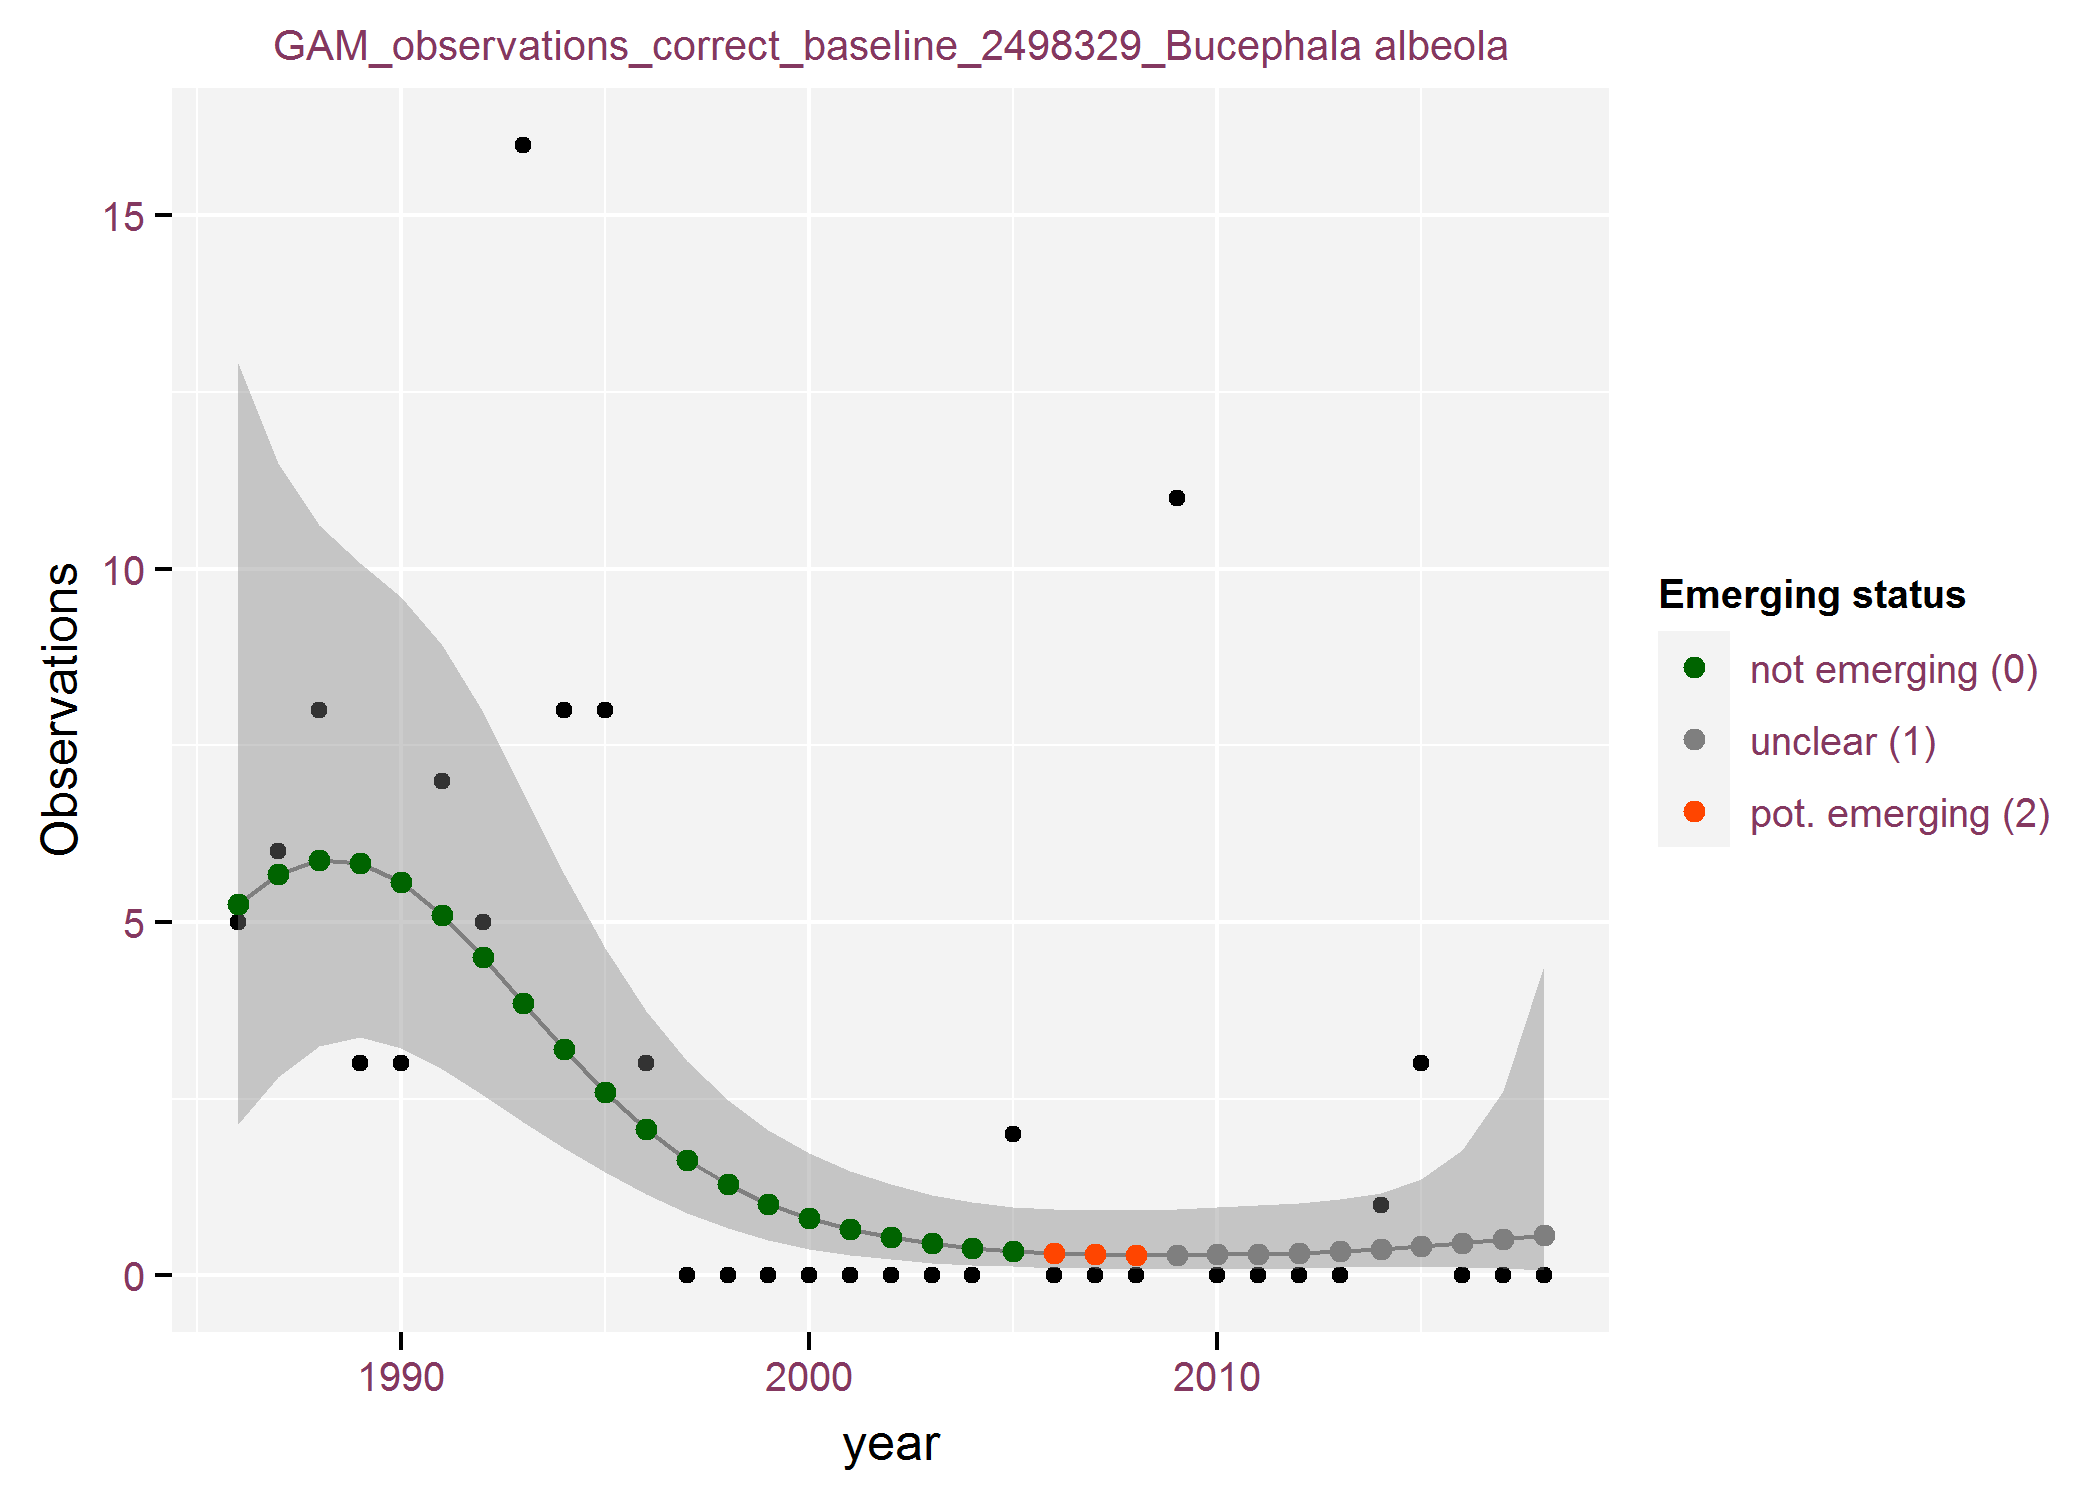 GAM_observations_correct_baseline_2498329_Bucephala albeola
15
10
5
0
Observations
1990
2000
2010
year
Emerging status
not emerging (0)
unclear (1)
pot. emerging (2)